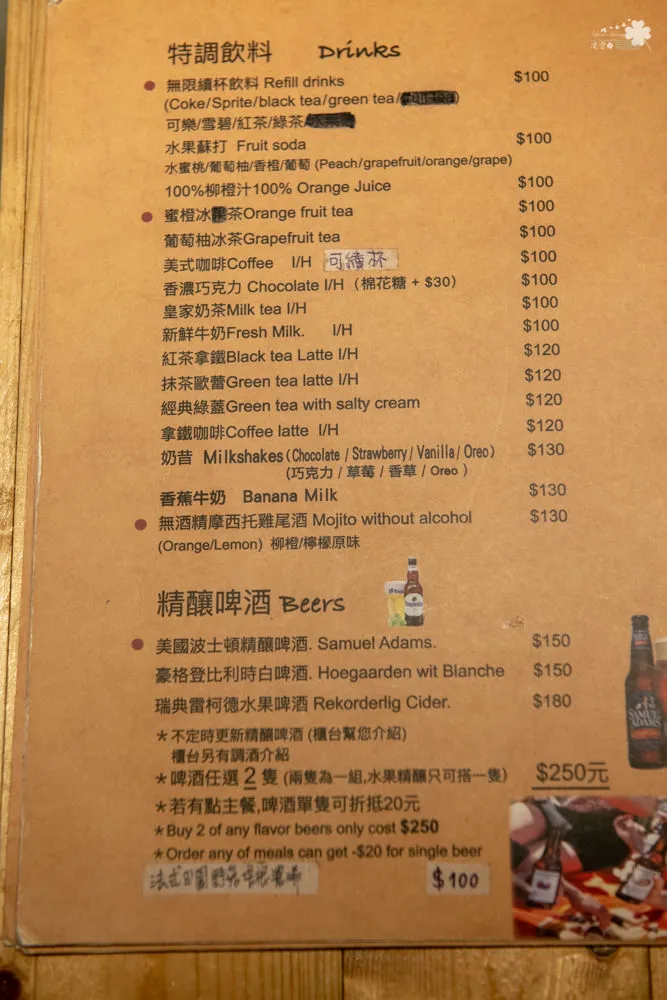 特調飲料 Drinks
無限續杯飲料 Refill drinks $100
(Coke/Sprite/black tea/green tea/
可樂/雪碧/紅茶/綠茶/
水果蘇打 Fruit soda $100
水蜜桃/葡萄柚/香橙/葡萄 (Peach/grapefruit/orange/grape)
100%柳橙汁100% Orange Juice $100
蜜橙冰茶Orange fruit tea $100
葡萄柚冰茶Grapefruit tea $100
美式咖啡Coffee I/H 可續杯 $100
香濃巧克力 Chocolate I/H (棉花糖 + $30) $100
皇家奶茶Milk tea I/H $100
新鮮牛奶Fresh Milk. I/H $100
紅茶拿鐵Black tea Latte I/H $120
抹茶歐蕾Green tea latte I/H $120
經典綠蓋Green tea with salty cream $120
拿鐵咖啡Coffee latte I/H $120
奶昔 Milkshakes (Chocolate / Strawberry / Vanilla / Oreo) $130
(巧克力 / 草莓 / 香草 / Oreo )
香蕉牛奶 Banana Milk $130
無酒精摩西托雞尾酒 Mojito without alcohol $130
(Orange/Lemon) 柳橙/檸檬原味
精釀啤酒 Beers
美國波士頓精釀啤酒. Samuel Adams. $150
豪格登比利時白啤酒. Hoegaarden wit Blanche $150
瑞典雷柯德水果啤酒 Rekorderlig Cider. $180
*不定時更新精釀啤酒 (櫃台幫您介紹)
櫃台另有調酒介紹
*啤酒任選 2 隻 (兩隻為一組,水果精釀只可搭一隻) $250元
*若有點主餐,啤酒單隻可折抵20元
*Buy 2 of any flavor beers only cost $250
*Order any of meals can get -$20 for single beer
法式田園野菇 $100
SAMUEL ADAMS